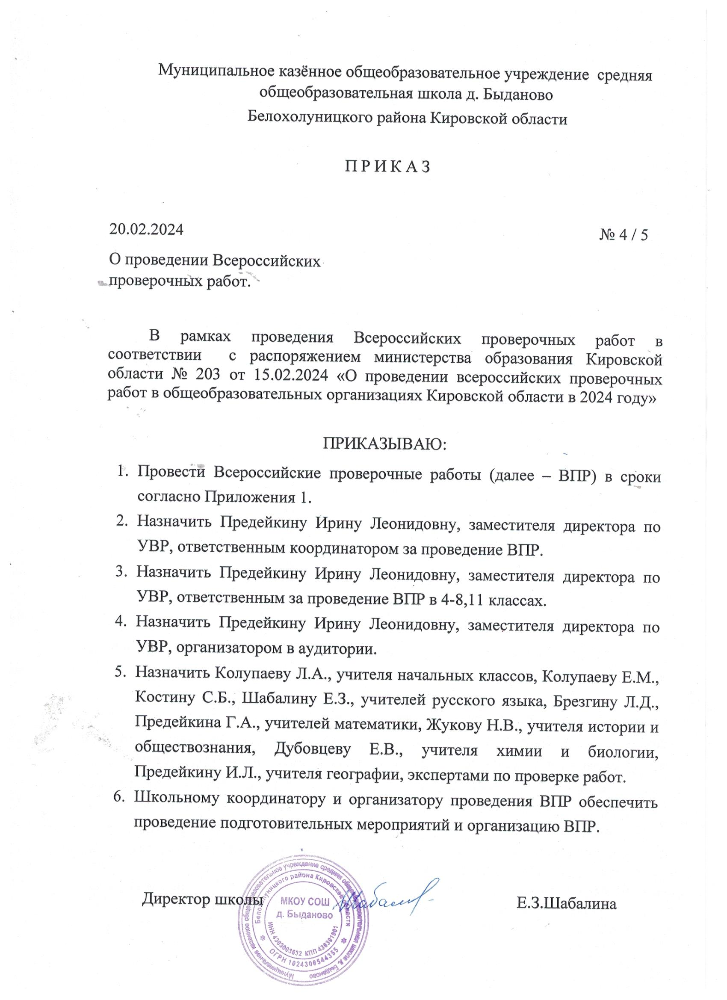 Муниципальное казённое общеобразовательное учреждение средняя
общеобразовательная школа д. Быданово
Белохолуницкого района Кировской области
П Р И К А З
20.02.2024
№ 4 / 5
О проведении Всероссийских
проверочных работ.
В рамках проведения Всероссийских проверочных работ в
соответствии с распоряжением министерства образования Кировской
области № 203 от 15.02.2024 «О проведении всероссийских проверочных
работ в общеобразовательных организациях Кировской области в 2024 году»
ПРИКАЗЫВАЮ:
1. Провести Всероссийские проверочные работы (далее – ВПР) в сроки
согласно Приложения 1.
2. Назначить Предейкину Ирину Леонидовну, заместителя директора по
УВР, ответственным координатором за проведение ВПР.
3. Назначить Предейкину Ирину Леонидовну, заместителя директора по
УВР, ответственным за проведение ВПР в 4-8,11 классах.
4. Назначить Предейкину Ирину Леонидовну, заместителя директора по
УВР, организатором в аудитории.
5. Назначить Колупаеву Л.А., учителя начальных классов, Колупаеву Е.М.,
Костину С.Б., Шабалину Е.З., учителей русского языка, Брезгину Л.Д.,
Предейкина Г.А., учителей математики, Жукову Н.В., учителя истории и
обществознания, Дубовцеву Е.В., учителя химии и биологии,
Предейкину И.Л., учителя географии, экспертами по проверке работ.
6. Школьному координатору и организатору проведения ВПР обеспечить
проведение подготовительных мероприятий и организацию ВПР.
Директор школы
Е.З.Шабалина
Муниципальное казенное общеобразовательное учреждение средняя общеобразовательная школа д. Быданово
Белохолуницкого района Кировской области
МКОУ СОШ
д. Быданово
ИНН 4303003632 КПП 430301001
ОГРН 1024300544355